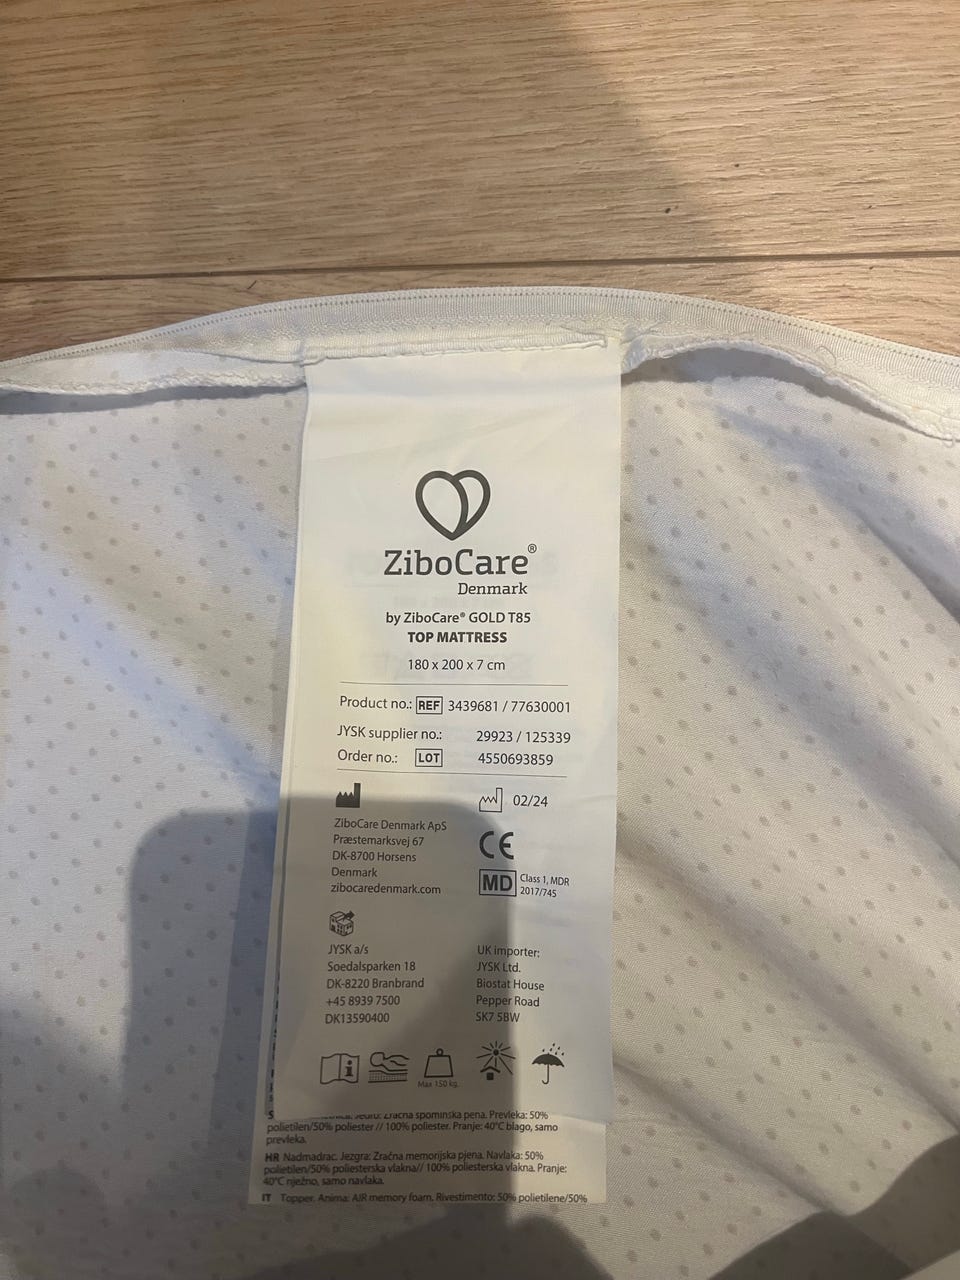 ZiboCare®
Denmark
by ZiboCare® GOLD T85
TOP MATTRESS
180 x 200 x 7 cm
Product no.: REF 3439681 / 77630001
JYSK supplier no.: 29923 / 125339
Order no.: LOT 4550693859
02/24
ZiboCare Denmark ApS
Præstemarksvej 67
DK-8700 Horsens
Denmark
zibocaredenmark.com
CE
MD Class 1, MDR
2017/745
JYSK a/s
Soedalsparken 18
DK-8220 Branbrand
+45 8939 7500
DK13590400
UK importer:
JYSK Ltd.
Biostat House
Pepper Road
SK7 5BW
Max 150 kg.
Jedro: Zračna spominska pena. Prevleka: 50%
polietilen/50% poliester // 100% poliester. Pranje: 40°C blago, samo
prevleka.
HR Nadmadrac. Jezgra: Zračna memorijska pjena. Navlaka: 50%
polietilen/50% poliesterska vlakna// 100% poliesterska vlakna. Pranje:
40°C nježno, samo navlaka.
IT Topper. Anima: AIR memory foam. Rivestimento: 50% polietilene/50%